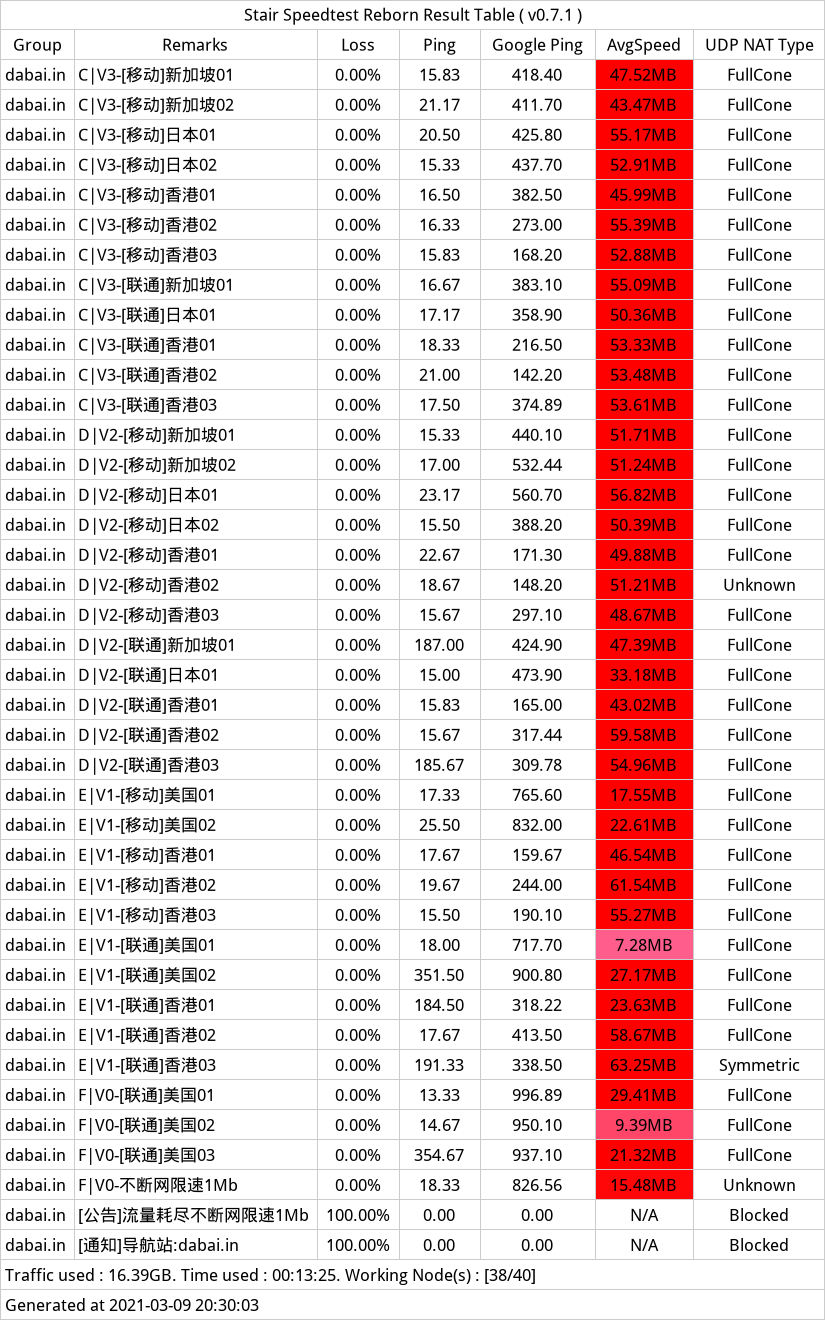 Stair Speedtest Reborn Result Table ( v0.7.1 )
Group Remarks Loss Ping Google Ping AvgSpeed UDP NAT Type
dabai.in C|V3-[移动]新加坡01 0.00% 15.83 418.40 47.52MB FullCone
dabai.in C|V3-[移动]新加坡02 0.00% 21.17 411.70 43.47MB FullCone
dabai.in C|V3-[移动]日本01 0.00% 20.50 425.80 55.17MB FullCone
dabai.in C|V3-[移动]日本02 0.00% 15.33 437.70 52.91MB FullCone
dabai.in C|V3-[移动]香港01 0.00% 16.50 382.50 45.99MB FullCone
dabai.in C|V3-[移动]香港02 0.00% 16.33 273.00 55.39MB FullCone
dabai.in C|V3-[移动]香港03 0.00% 15.83 168.20 52.88MB FullCone
dabai.in C|V3-[联通]新加坡01 0.00% 16.67 383.10 55.09MB FullCone
dabai.in C|V3-[联通]日本01 0.00% 17.17 358.90 50.36MB FullCone
dabai.in C|V3-[联通]香港01 0.00% 18.33 216.50 53.33MB FullCone
dabai.in C|V3-[联通]香港02 0.00% 21.00 142.20 53.48MB FullCone
dabai.in C|V3-[联通]香港03 0.00% 17.50 374.89 53.61MB FullCone
dabai.in D|V2-[移动]新加坡01 0.00% 15.33 440.10 51.71MB FullCone
dabai.in D|V2-[移动]新加坡02 0.00% 17.00 532.44 51.24MB FullCone
dabai.in D|V2-[移动]日本01 0.00% 23.17 560.70 56.82MB FullCone
dabai.in D|V2-[移动]日本02 0.00% 15.50 388.20 50.39MB FullCone
dabai.in D|V2-[移动]香港01 0.00% 22.67 171.30 49.88MB FullCone
dabai.in D|V2-[移动]香港02 0.00% 18.67 148.20 51.21MB Unknown
dabai.in D|V2-[移动]香港03 0.00% 15.67 297.10 48.67MB FullCone
dabai.in D|V2-[联通]新加坡01 0.00% 187.00 424.90 47.39MB FullCone
dabai.in D|V2-[联通]日本01 0.00% 15.00 473.90 33.18MB FullCone
dabai.in D|V2-[联通]香港01 0.00% 15.83 165.00 43.02MB FullCone
dabai.in D|V2-[联通]香港02 0.00% 15.67 317.44 59.58MB FullCone
dabai.in D|V2-[联通]香港03 0.00% 185.67 309.78 54.96MB FullCone
dabai.in E|V1-[移动]美国01 0.00% 17.33 765.60 17.55MB FullCone
dabai.in E|V1-[移动]美国02 0.00% 25.50 832.00 22.61MB FullCone
dabai.in E|V1-[移动]香港01 0.00% 17.67 159.67 46.54MB FullCone
dabai.in E|V1-[移动]香港02 0.00% 19.67 244.00 61.54MB FullCone
dabai.in E|V1-[移动]香港03 0.00% 15.50 190.10 55.27MB FullCone
dabai.in E|V1-[联通]美国01 0.00% 18.00 717.70 7.28MB FullCone
dabai.in E|V1-[联通]美国02 0.00% 351.50 900.80 27.17MB FullCone
dabai.in E|V1-[联通]香港01 0.00% 184.50 318.22 23.63MB FullCone
dabai.in E|V1-[联通]香港02 0.00% 17.67 413.50 58.67MB FullCone
dabai.in E|V1-[联通]香港03 0.00% 191.33 338.50 63.25MB Symmetric
dabai.in F|V0-[联通]美国01 0.00% 13.33 996.89 29.41MB FullCone
dabai.in F|V0-[联通]美国02 0.00% 14.67 950.10 9.39MB FullCone
dabai.in F|V0-[联通]美国03 0.00% 354.67 937.10 21.32MB FullCone
dabai.in F|V0-不断网限速1Mb 0.00% 18.33 826.56 15.48MB Unknown
dabai.in [公告]流量耗尽不断网限速1Mb 100.00% 0.00 0.00 N/A Blocked
dabai.in [通知]导航站:dabai.in 100.00% 0.00 0.00 N/A Blocked
Traffic used : 16.39GB. Time used : 00:13:25. Working Node(s) : [38/40]
Generated at 2021-03-09 20:30:03